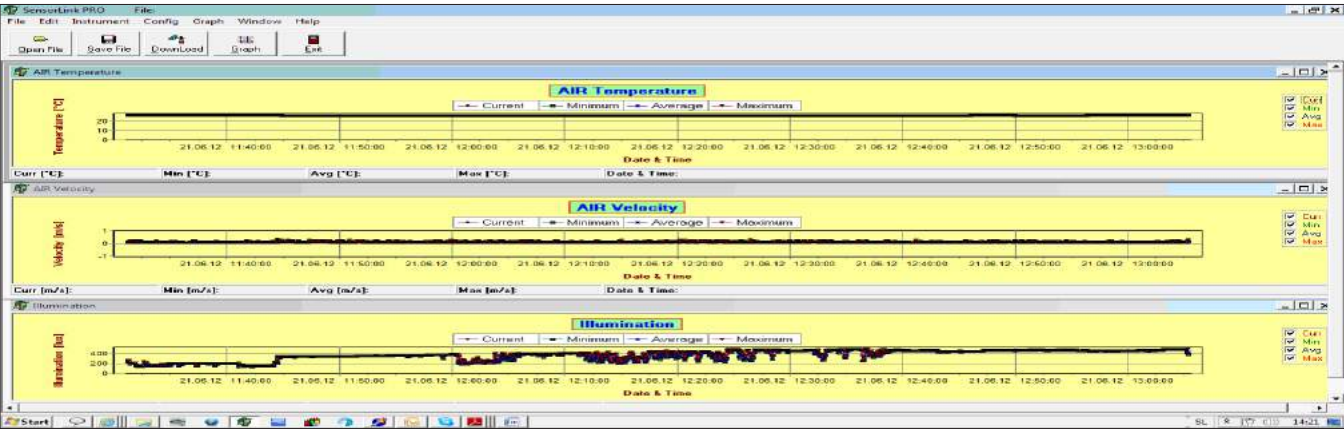 SensorLink PRO File:
File Edit Instrument Config Graph Window Help
Open File Save File DownLoad Graph Exit
AIR Temperature
AIR Temperature
Current Minimum Average Maximum
Curr
Min
Avg
Max
Temperature [°C]
20
10
0
21.06.12 11:40:00 21.06.12 11:50:00 21.06.12 12:00:00 21.06.12 12:10:00 21.06.12 12:20:00 21.06.12 12:30:00 21.06.12 12:40:00 21.06.12 12:50:00 21.06.12 13:00:00
Date & Time
Curr [°C]: Min [°C]: Avg [°C]: Max [°C]: Date & Time:
AIR Velocity
AIR Velocity
Current Minimum Average Maximum
Curr
Min
Avg
Max
Velocity [m/s]
1
0
-1
21.06.12 11:40:00 21.06.12 11:50:00 21.06.12 12:00:00 21.06.12 12:10:00 21.06.12 12:20:00 21.06.12 12:30:00 21.06.12 12:40:00 21.06.12 12:50:00 21.06.12 13:00:00
Date & Time
Curr [m/s]: Min [m/s]: Avg [m/s]: Max [m/s]: Date & Time:
Illumination
Illumination
Current Minimum Average Maximum
Curr
Min
Avg
Max
Illumination [lux]
400
200
0
21.06.12 11:40:00 21.06.12 11:50:00 21.06.12 12:00:00 21.06.12 12:10:00 21.06.12 12:20:00 21.06.12 12:30:00 21.06.12 12:40:00 21.06.12 12:50:00 21.06.12 13:00:00
Date & Time
Start SL 14:21